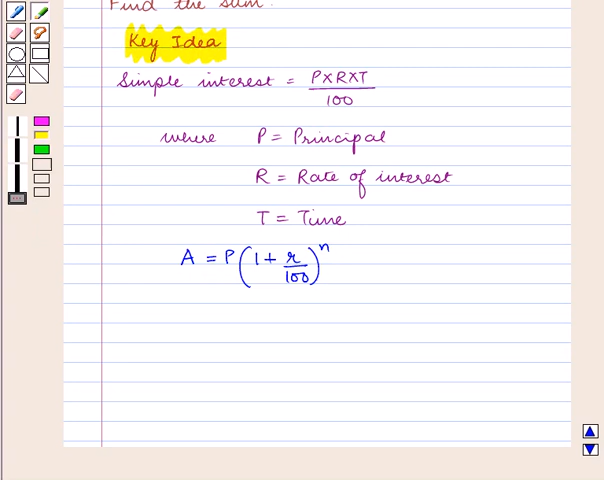 Find the sum.
Key Idea
Simple interest = P×R×T/100
where P = Principal
R = Rate of interest
T = Time
A = P(1 + r/100)^n